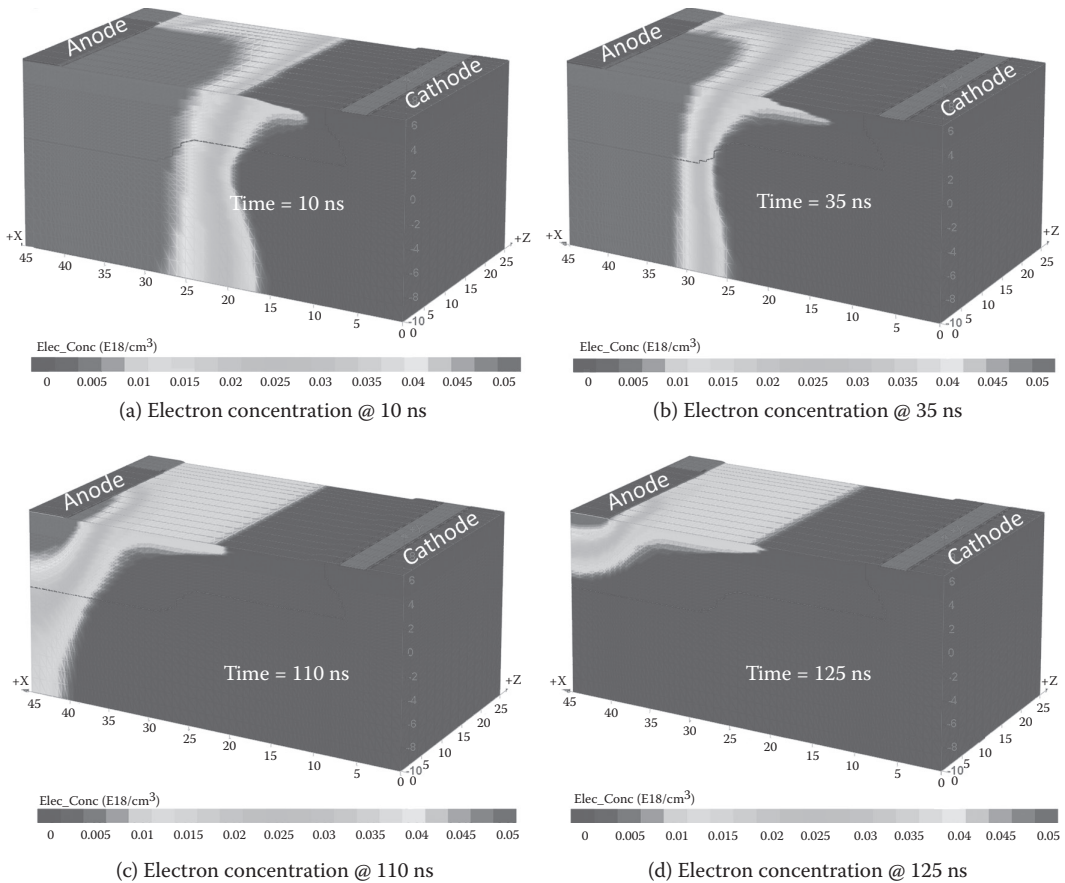 Anode
Cathode
Time = 10 ns
6
4
2
0
-2
-4
-6
-8
-10
+X
45 40 35 30 25 20 15 10 5 0
+Z
0 5 10 15 20 25
Elec_Conc (E18/cm³)
0 0.005 0.01 0.015 0.02 0.025 0.03 0.035 0.04 0.045 0.05
(a) Electron concentration @ 10 ns
Anode
Cathode
Time = 35 ns
6
4
2
0
-2
-4
-6
-8
-10
+X
45 40 35 30 25 20 15 10 5 0
+Z
0 5 10 15 20 25
Elec_Conc (E18/cm³)
0 0.005 0.01 0.015 0.02 0.025 0.03 0.035 0.04 0.045 0.05
(b) Electron concentration @ 35 ns
Anode
Cathode
Time = 110 ns
6
4
2
0
-2
-4
-6
-8
-10
+X
45 40 35 30 25 20 15 10 5 0
+Z
0 5 10 15 20 25
Elec_Conc (E18/cm³)
0 0.005 0.01 0.015 0.02 0.025 0.03 0.035 0.04 0.045 0.05
(c) Electron concentration @ 110 ns
Anode
Cathode
Time = 125 ns
6
4
2
0
-2
-4
-6
-8
-10
+X
45 40 35 30 25 20 15 10 5 0
+Z
0 5 10 15 20 25
Elec_Conc (E18/cm³)
0 0.005 0.01 0.015 0.02 0.025 0.03 0.035 0.04 0.045 0.05
(d) Electron concentration @ 125 ns